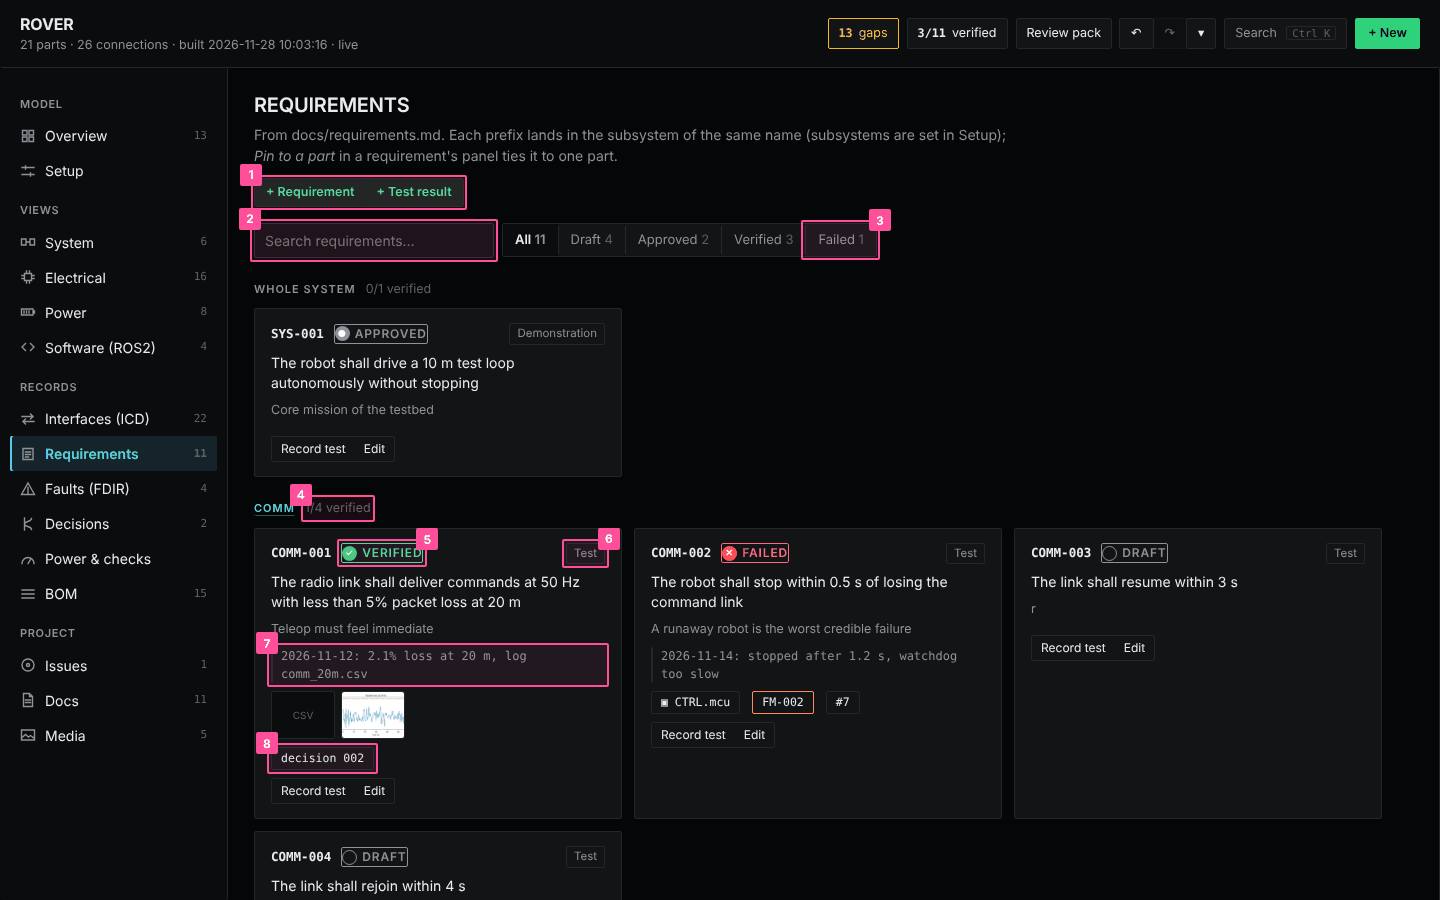 ROVER
21 parts · 26 connections · built 2026-11-28 10:03:16 · live
13 gaps
3/11 verified
Review pack
Search Ctrl K
+ New
MODEL
Overview 13
Setup
VIEWS
System 6
Electrical 16
Power 8
Software (ROS2) 4
RECORDS
Interfaces (ICD) 22
Requirements 11
Faults (FDIR) 4
Decisions 2
Power & checks
BOM 15
PROJECT
Issues 1
Docs 11
Media 5
REQUIREMENTS
From docs/requirements.md. Each prefix lands in the subsystem of the same name (subsystems are set in Setup);
Pin to a part in a requirement's panel ties it to one part.
1
+ Requirement + Test result
2
Search requirements...
All 11 Draft 4 Approved 2 Verified 3 Failed 1
3
WHOLE SYSTEM 0/1 verified
SYS-001 APPROVED Demonstration
The robot shall drive a 10 m test loop
autonomously without stopping
Core mission of the testbed
Record test Edit
4
COMM 1/4 verified
COMM-001 VERIFIED 5 Test 6
The radio link shall deliver commands at 50 Hz
with less than 5% packet loss at 20 m
Teleop must feel immediate
7
2026-11-12: 2.1% loss at 20 m, log
comm_20m.csv
CSV
8
decision 002
Record test Edit
COMM-002 FAILED Test
The robot shall stop within 0.5 s of losing the
command link
A runaway robot is the worst credible failure
2026-11-14: stopped after 1.2 s, watchdog
too slow
CTRL.mcu FM-002 #7
Record test Edit
COMM-003 DRAFT Test
The link shall resume within 3 s
r
Record test Edit
COMM-004 DRAFT Test
The link shall rejoin within 4 s